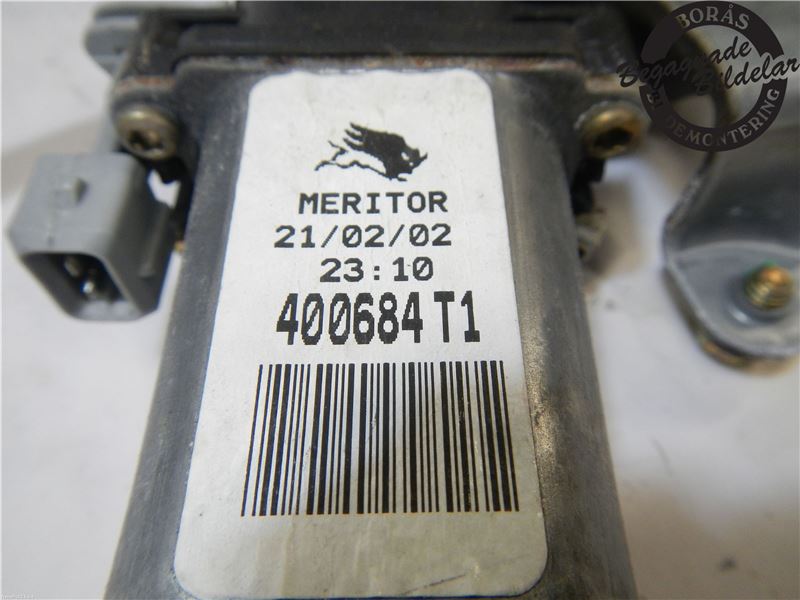 BORÅS
Begagnade
Bildelar
DEMONTERING
MERITOR
21/02/02
23:10
400684 T1